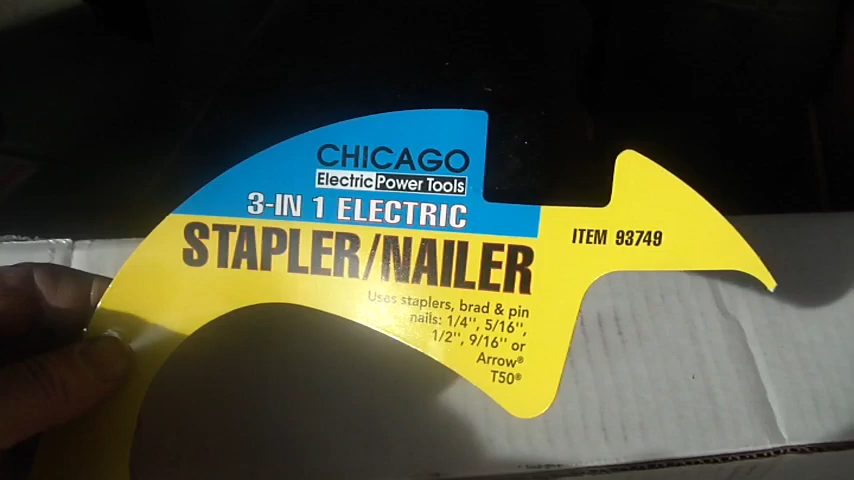 CHICAGO
Electric Power Tools
3-IN 1 ELECTRIC
STAPLER/NAILER
ITEM 93749
Uses staplers, brad & pin
nails: 1/4", 5/16",
1/2", 9/16" or
Arrow®
T50®